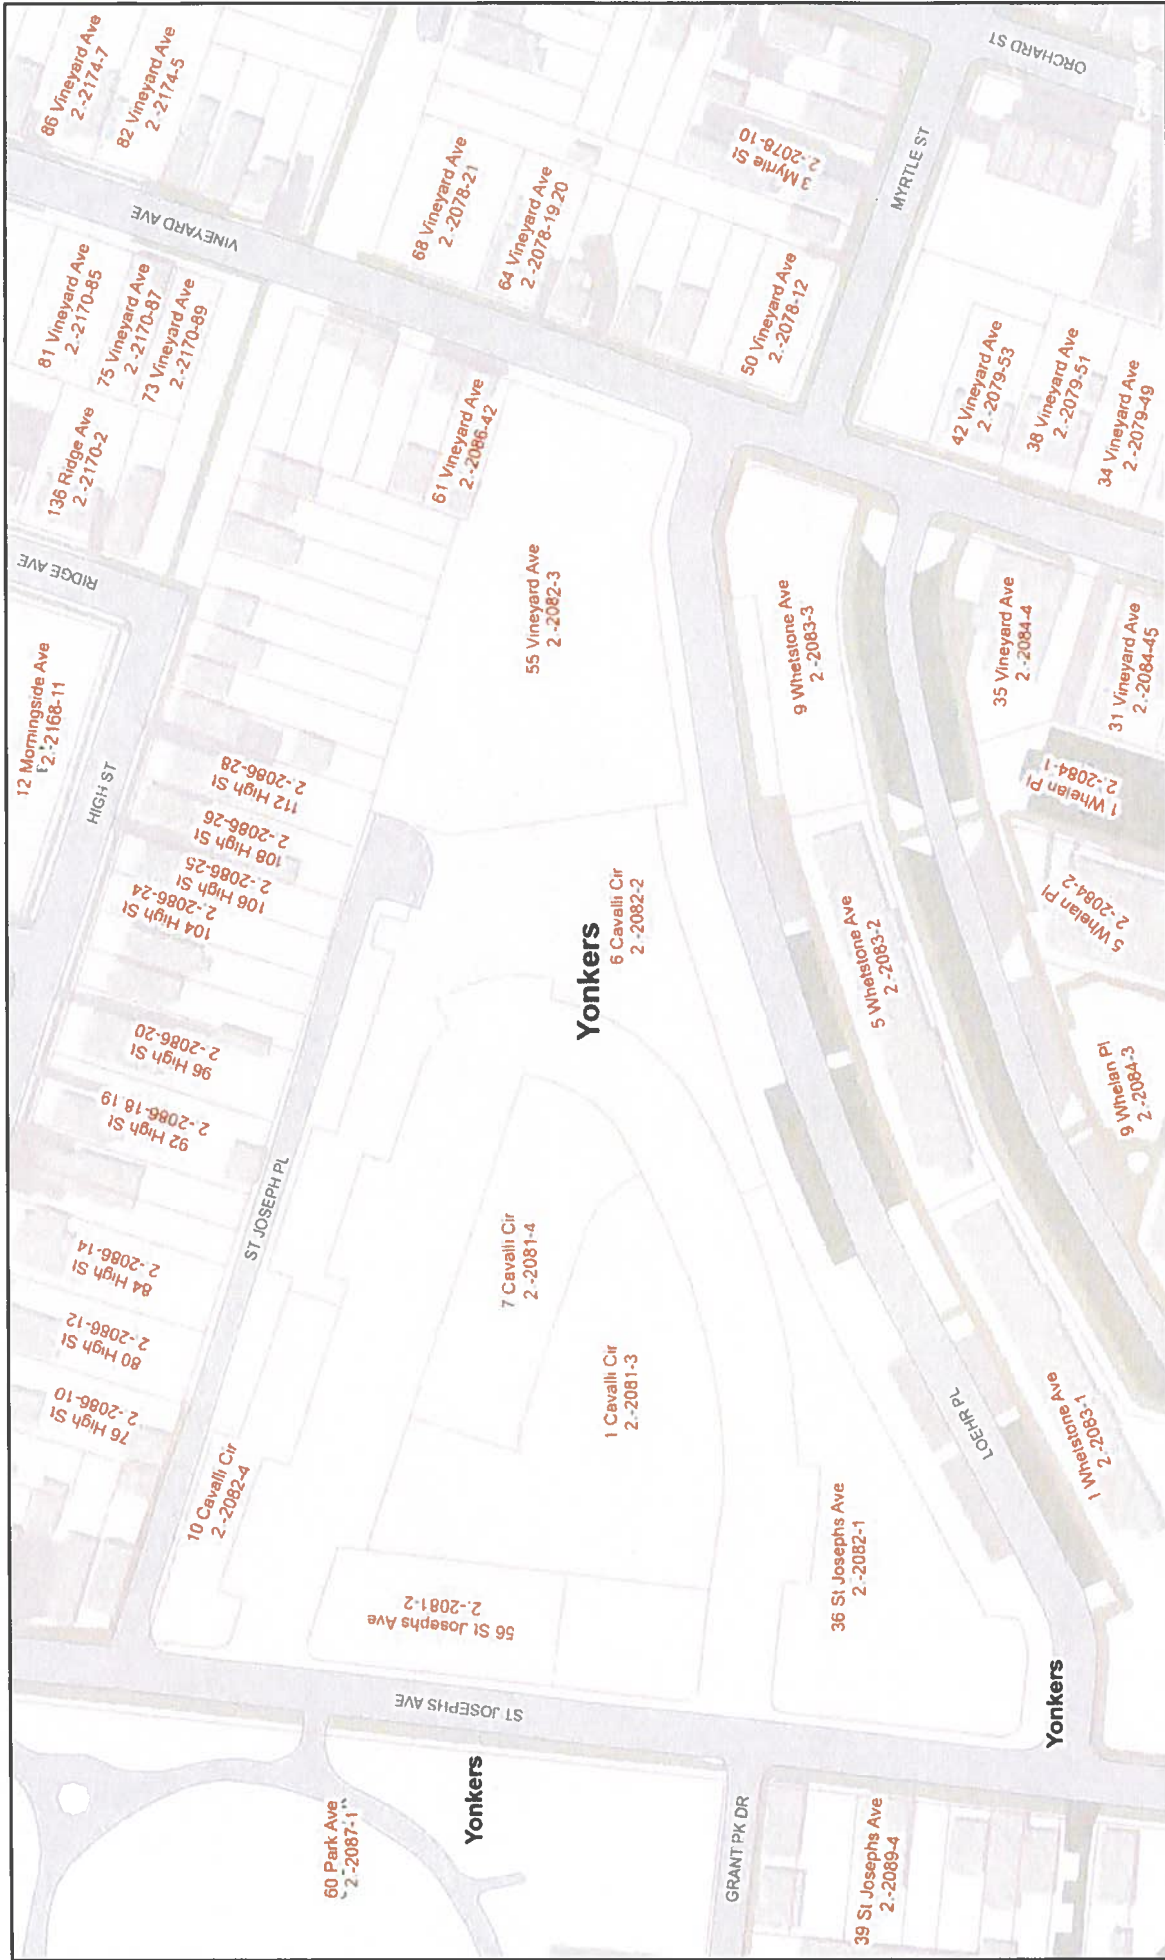 86 Vineyard Ave
2.-2174-7
82 Vineyard Ave
2.-2174-5
VINEYARD AVE
68 Vineyard Ave
2.-2078-21
64 Vineyard Ave
2.-2078-19.20
3 Myrtle St
2.-2078-10
ORCHARD ST
MYRTLE ST
50 Vineyard Ave
2.-2078-12
42 Vineyard Ave
2.-2079-53
38 Vineyard Ave
2.-2079-51
34 Vineyard Ave
2.-2079-49
81 Vineyard Ave
2.-2170-85
75 Vineyard Ave
2.-2170-87
73 Vineyard Ave
2.-2170-89
136 Ridge Ave
2.-2170-2
RIDGE AVE
61 Vineyard Ave
2.-2086-42
55 Vineyard Ave
2.-2082-3
9 Whetstone Ave
2.-2083-3
35 Vineyard Ave
2.-2084-4
31 Vineyard Ave
2.-2084-45
12 Morningside Ave
2.-2168-11
HIGH ST
112 High St
2.-2086-28
108 High St
2.-2086-26
106 High St
2.-2086-25
104 High St
2.-2086-24
1 Whelan Pl
2.-2084-1
5 Whelan Pl
2.-2084-2
6 Cavalli Cir
2.-2082-2
Yonkers
5 Whetstone Ave
2.-2083-2
9 Whelan Pl
2.-2084-3
96 High St
2.-2086-20
92 High St
2.-2086-18.19
ST JOSEPH PL
84 High St
2.-2086-14
80 High St
2.-2086-12
76 High St
2.-2086-10
7 Cavalli Cir
2.-2081-4
1 Cavalli Cir
2.-2081-3
LOEHR PL
1 Whetstone Ave
2.-2083-1
10 Cavalli Cir
2.-2082-4
36 St Josephs Ave
2.-2082-1
56 St Josephs Ave
2.-2081-2
ST JOSEPHS AVE
Yonkers
Yonkers
60 Park Ave
2.-2087-1
GRANT PK DR
39 St Josephs Ave
2.-2089-4